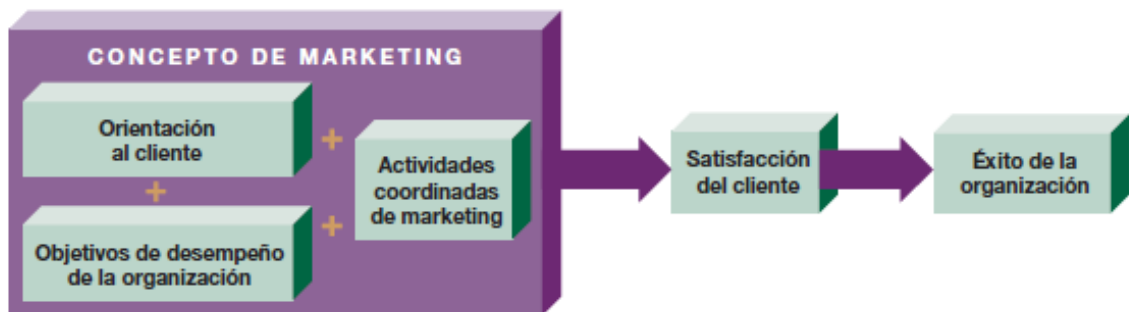 CONCEPTO DE MARKETING
Orientación
al cliente
+
+
Actividades
coordinadas
de marketing
+
+
Objetivos de desempeño
de la organización
Satisfacción
del cliente
Éxito de la
organización